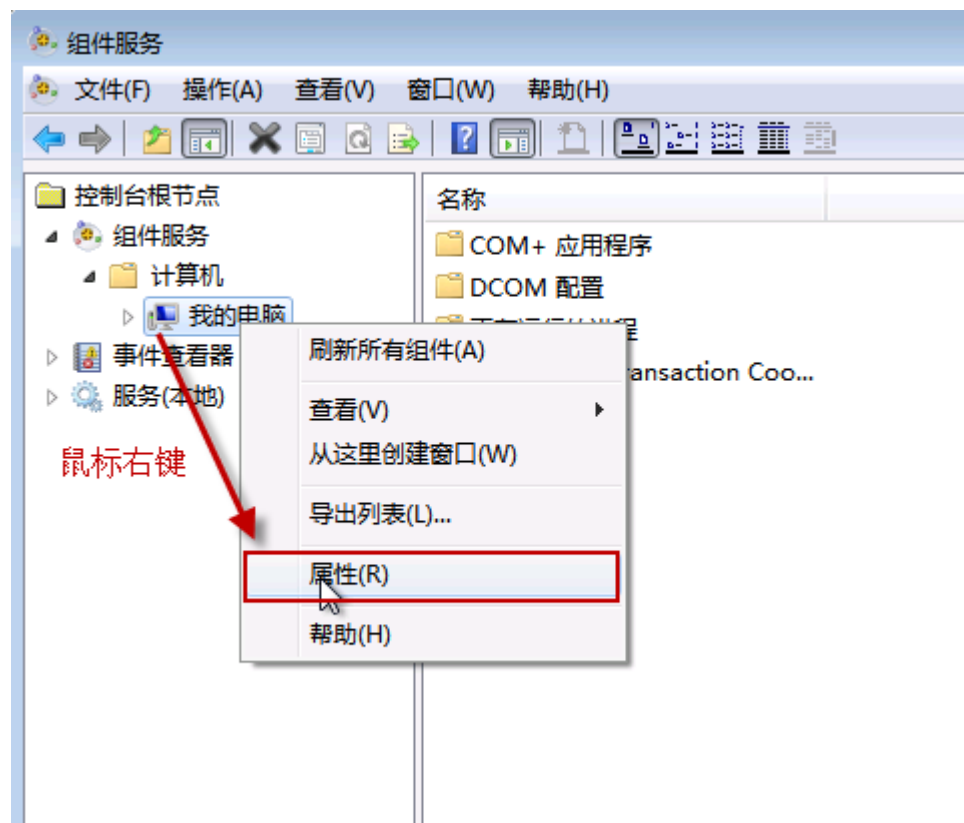 组件服务
文件(F) 操作(A) 查看(V) 窗口(W) 帮助(H)
控制台根节点
组件服务
计算机
我的电脑
事件查看器
服务(本地)
鼠标右键
名称
COM+ 应用程序
DCOM 配置
程
ansaction Coo...
刷新所有组件(A)
查看(V)
从这里创建窗口(W)
导出列表(L)...
属性(R)
帮助(H)